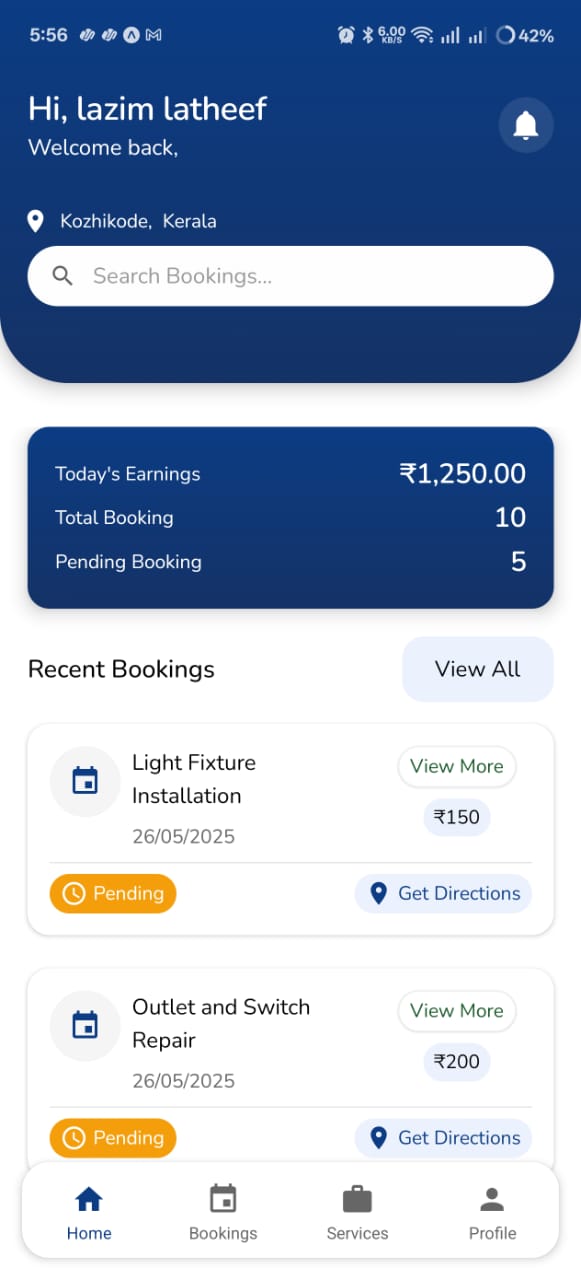 5:56 6.00 KB/S 42%
Hi, lazim latheef
Welcome back,
Kozhikode, Kerala
Search Bookings...
Today's Earnings ₹1,250.00
Total Booking 10
Pending Booking 5
Recent Bookings View All
Light Fixture Installation View More
26/05/2025 ₹150
Pending Get Directions
Outlet and Switch Repair View More
26/05/2025 ₹200
Pending Get Directions
Home Bookings Services Profile